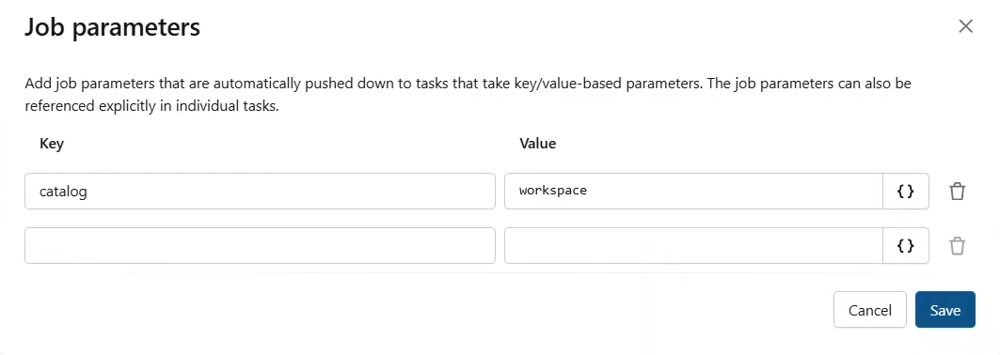 Job parameters
Add job parameters that are automatically pushed down to tasks that take key/value-based parameters. The job parameters can also be
referenced explicitly in individual tasks.
Key Value
catalog workspace {}
{}
Cancel Save